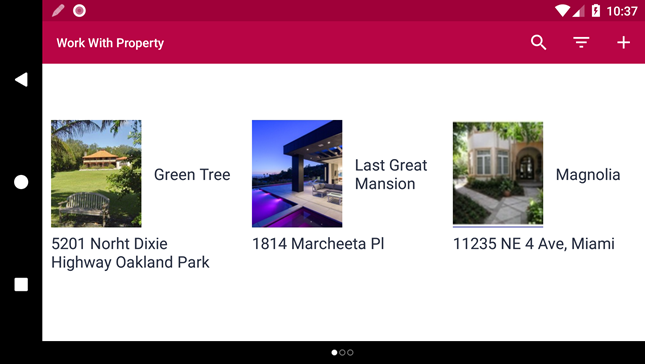 10:37
Work With Property
Green Tree
Last Great
Mansion
Magnolia
5201 Norht Dixie
Highway Oakland Park
1814 Marcheeta Pl
11235 NE 4 Ave, Miami